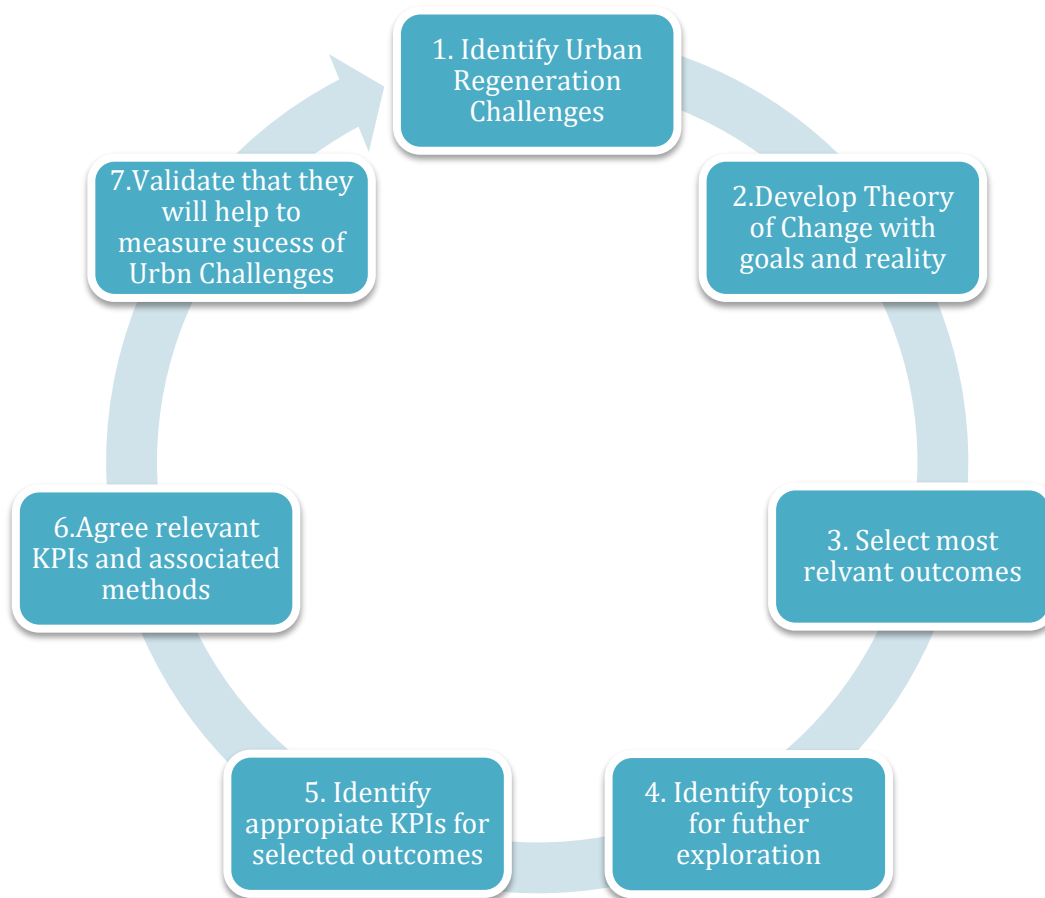 1. Identify Urban
Regeneration
Challenges
2.Develop Theory
of Change with
goals and reality
3. Select most
relvant outcomes
4. Identify topics
for futher
exploration
5. Identify
appropiate KPIs for
selected outcomes
6.Agree relevant
KPIs and associated
methods
7.Validate that they
will help to
measure sucess of
Urbn Challenges